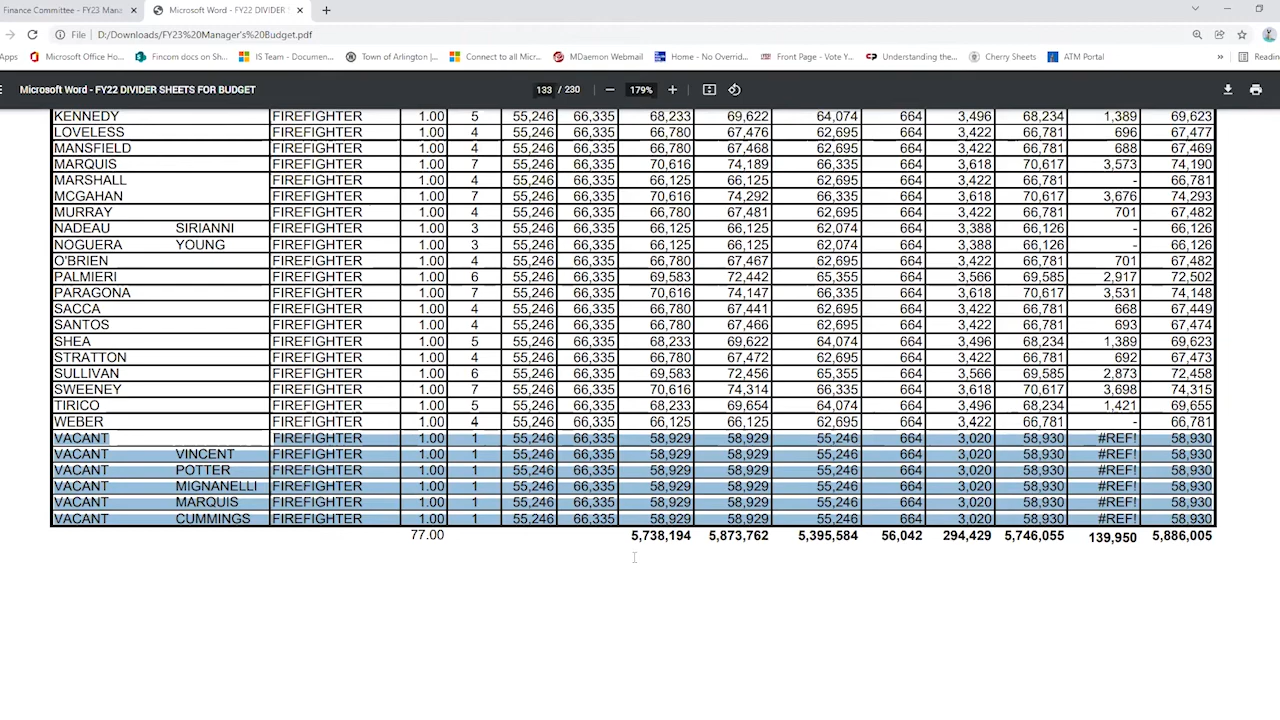 Finance Committee - FY23 Mana
Microsoft Word - FY22 DIVIDER S
File D:/Downloads/FY23%20Manager's%20Budget.pdf
Apps Microsoft Office Ho... Fincom docs on Sh... IS Team - Documen... Town of Arlington |... Connect to all Micr... MDaemon Webmail Home - No Overrid... Front Page - Vote Y... Understanding the... Cherry Sheets ATM Portal » Readin
Microsoft Word - FY22 DIVIDER SHEETS FOR BUDGET 133 / 230 179%
KENNEDY FIREFIGHTER 1.00 5 55,246 66,335 68,233 69,622 64,074 664 3,496 68,234 1,389 69,623
LOVELESS FIREFIGHTER 1.00 4 55,246 66,335 66,780 67,476 62,695 664 3,422 66,781 696 67,477
MANSFIELD FIREFIGHTER 1.00 4 55,246 66,335 66,780 67,468 62,695 664 3,422 66,781 688 67,469
MARQUIS FIREFIGHTER 1.00 7 55,246 66,335 70,616 74,189 66,335 664 3,618 70,617 3,573 74,190
MARSHALL FIREFIGHTER 1.00 4 55,246 66,335 66,125 66,125 62,695 664 3,422 66,781 - 66,781
MCGAHAN FIREFIGHTER 1.00 7 55,246 66,335 70,616 74,292 66,335 664 3,618 70,617 3,676 74,293
MURRAY FIREFIGHTER 1.00 4 55,246 66,335 66,780 67,481 62,695 664 3,422 66,781 701 67,482
NADEAU SIRIANNI FIREFIGHTER 1.00 3 55,246 66,335 66,125 66,125 62,074 664 3,388 66,126 - 66,126
NOGUERA YOUNG FIREFIGHTER 1.00 3 55,246 66,335 66,125 66,125 62,074 664 3,388 66,126 - 66,126
O'BRIEN FIREFIGHTER 1.00 4 55,246 66,335 66,780 67,467 62,695 664 3,422 66,781 701 67,482
PALMIERI FIREFIGHTER 1.00 6 55,246 66,335 69,583 72,442 65,355 664 3,566 69,585 2,917 72,502
PARAGONA FIREFIGHTER 1.00 7 55,246 66,335 70,616 74,147 66,335 664 3,618 70,617 3,531 74,148
SACCA FIREFIGHTER 1.00 4 55,246 66,335 66,780 67,441 62,695 664 3,422 66,781 668 67,449
SANTOS FIREFIGHTER 1.00 4 55,246 66,335 66,780 67,466 62,695 664 3,422 66,781 693 67,474
SHEA FIREFIGHTER 1.00 5 55,246 66,335 68,233 69,622 64,074 664 3,496 68,234 1,389 69,623
STRATTON FIREFIGHTER 1.00 4 55,246 66,335 66,780 67,472 62,695 664 3,422 66,781 692 67,473
SULLIVAN FIREFIGHTER 1.00 6 55,246 66,335 69,583 72,456 65,355 664 3,566 69,585 2,873 72,458
SWEENEY FIREFIGHTER 1.00 7 55,246 66,335 70,616 74,314 66,335 664 3,618 70,617 3,698 74,315
TIRICO FIREFIGHTER 1.00 5 55,246 66,335 68,233 69,654 64,074 664 3,496 68,234 1,421 69,655
WEBER FIREFIGHTER 1.00 4 55,246 66,335 66,125 66,125 62,695 664 3,422 66,781 - 66,781
VACANT FIREFIGHTER 1.00 1 55,246 66,335 58,929 58,929 55,246 664 3,020 58,930 #REF! 58,930
VACANT VINCENT FIREFIGHTER 1.00 1 55,246 66,335 58,929 58,929 55,246 664 3,020 58,930 #REF! 58,930
VACANT POTTER FIREFIGHTER 1.00 1 55,246 66,335 58,929 58,929 55,246 664 3,020 58,930 #REF! 58,930
VACANT MIGNANELLI FIREFIGHTER 1.00 1 55,246 66,335 58,929 58,929 55,246 664 3,020 58,930 #REF! 58,930
VACANT MARQUIS FIREFIGHTER 1.00 1 55,246 66,335 58,929 58,929 55,246 664 3,020 58,930 #REF! 58,930
VACANT CUMMINGS FIREFIGHTER 1.00 1 55,246 66,335 58,929 58,929 55,246 664 3,020 58,930 #REF! 58,930
77.00 5,738,194 5,873,762 5,395,584 56,042 294,429 5,746,055 139,950 5,886,005